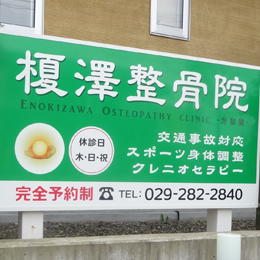 榎澤整骨院
ENOKIZAWA OSTEOPATHY CLINIC
休診日
木・日・祝
交通事故対応
スポーツ身体調整
クレニオセラピー
完全予約制 ☎ TEL: 029-282-2840